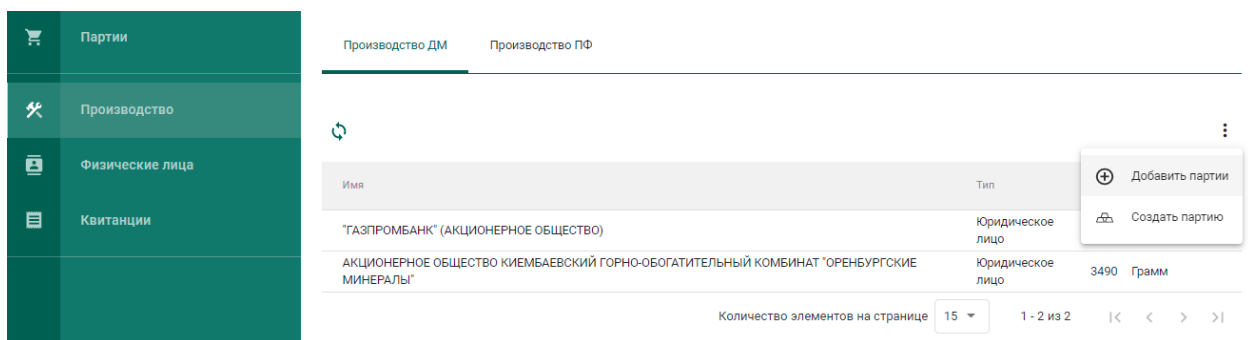 Партии
Производство
Физические лица
Квитанции
Производство ДМ Производство ПФ
Имя Тип
Добавить партии
Создать партию
"ГАЗПРОМБАНК" (АКЦИОНЕРНОЕ ОБЩЕСТВО) Юридическое
лицо
АКЦИОНЕРНОЕ ОБЩЕСТВО КИЕМБАЕВСКИЙ ГОРНО-ОБОГАТИТЕЛЬНЫЙ КОМБИНАТ "ОРЕНБУРГСКИЕ
МИНЕРАЛЫ"
Юридическое
лицо
3490 Грамм
Количество элементов на странице 15 1 - 2 из 2